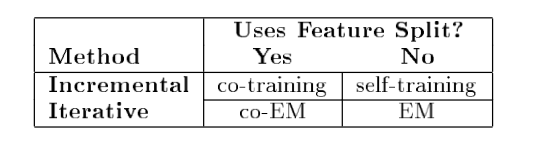 Uses Feature Split?
Method Yes No
Incremental co-training self-training
Iterative co-EM EM